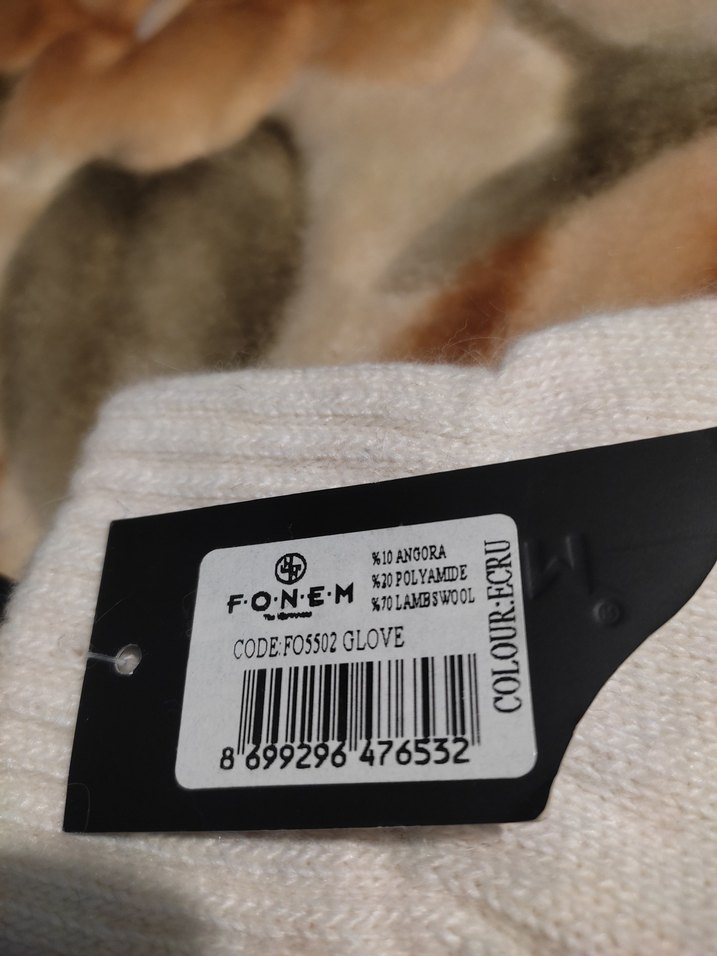 F·O·N·E·M
%10 ANGORA
%20 POLYAMIDE
%70 LAMBSWOOL
CODE:FO5502 GLOVE
8 699296 476532
COLOUR:ECRU
M